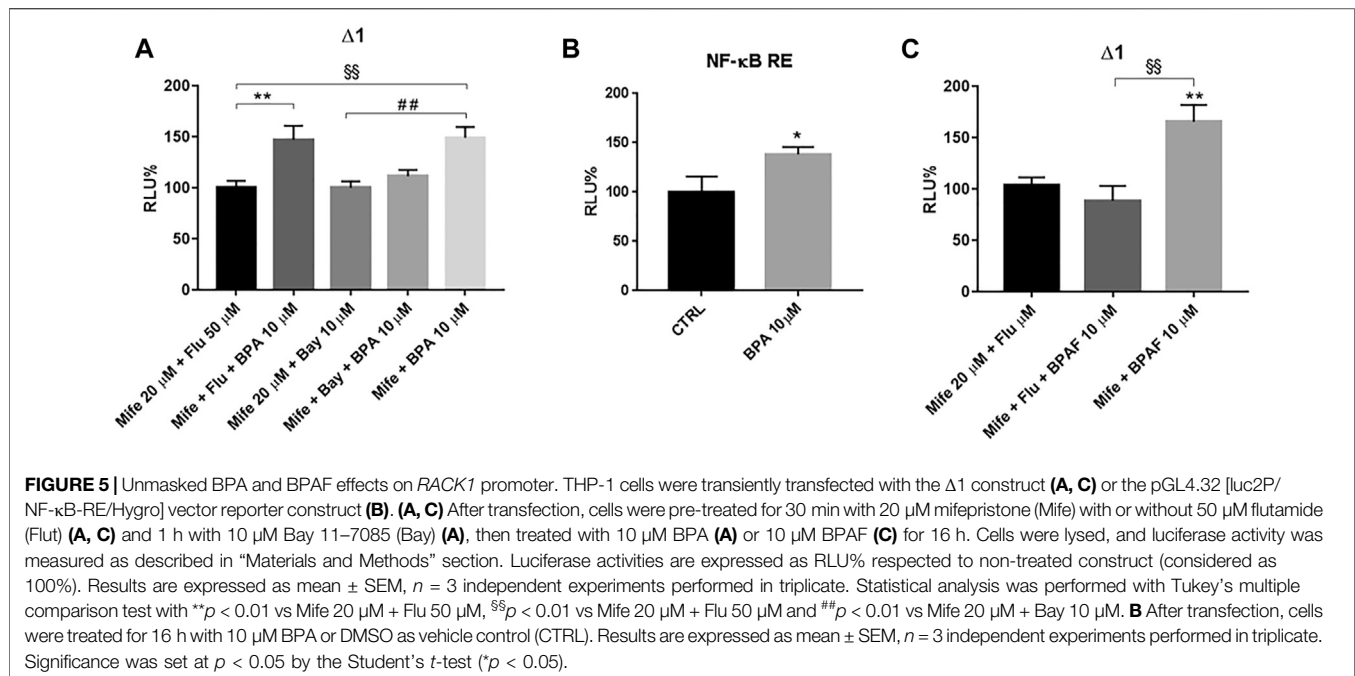 A
Δ1
§§
**
##
200
150
100
50
0
RLU%
Mife 20 μM + Flu 50 μM
Mife + Flu + BPA 10 μM
Mife 20 μM + Bay 10 μM
Mife + Bay + BPA 10 μM
Mife + BPA 10 μM
B
NF-κB RE
*
200
150
100
50
0
RLU%
CTRL
BPA 10 μM
C
Δ1
§§
**
200
150
100
50
0
RLU%
Mife 20 μM + Flu μM
Mife + Flu + BPAF 10 μM
Mife + BPAF 10 μM
FIGURE 5 | Unmasked BPA and BPAF effects on RACK1 promoter. THP-1 cells were transiently transfected with the Δ1 construct (A, C) or the pGL4.32 [luc2P/
NF-κB-RE/Hygro] vector reporter construct (B). (A, C) After transfection, cells were pre-treated for 30 min with 20 μM mifepristone (Mife) with or without 50 μM flutamide
(Flut) (A, C) and 1 h with 10 μM Bay 11–7085 (Bay) (A), then treated with 10 μM BPA (A) or 10 μM BPAF (C) for 16 h. Cells were lysed, and luciferase activity was
measured as described in “Materials and Methods” section. Luciferase activities are expressed as RLU% respected to non-treated construct (considered as
100%). Results are expressed as mean ± SEM, n = 3 independent experiments performed in triplicate. Statistical analysis was performed with Tukey’s multiple
comparison test with **p < 0.01 vs Mife 20 μM + Flu 50 μM, §§p < 0.01 vs Mife 20 μM + Flu 50 μM and ##p < 0.01 vs Mife 20 μM + Bay 10 μM. B After transfection, cells
were treated for 16 h with 10 μM BPA or DMSO as vehicle control (CTRL). Results are expressed as mean ± SEM, n = 3 independent experiments performed in triplicate.
Significance was set at p < 0.05 by the Student’s t-test (*p < 0.05).